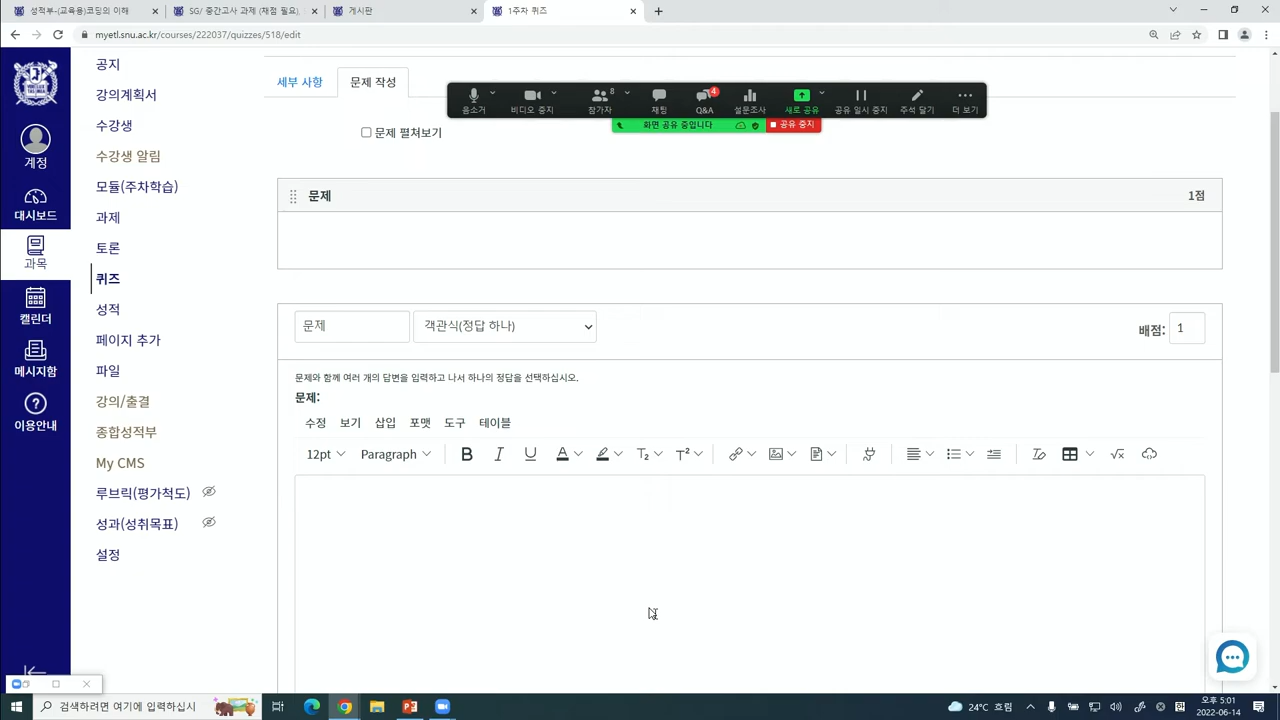 성적부-(교육용)코딩의 이해
SG/ 중간고사 과제 (채점 필요),
게시판
1주차 퀴즈
myetl.snu.ac.kr/courses/222037/quizzes/518/edit
계정
대시보드
과목
캘린더
메시지함
이용안내
공지
강의계획서
수강생
수강생 알림
모듈(주차학습)
과제
토론
퀴즈
성적
페이지 추가
파일
강의/출결
종합성적부
My CMS
루브릭(평가척도)
성과(성취목표)
설정
세부 사항
문제 작성
음소거
비디오 중지
8
참가자
채팅
4
Q&A
설문조사
새로 공유
공유 일시 중지
주석 달기
더 보기
화면 공유 중입니다
공유 중지
문제 펼쳐보기
문제
1점
문제
객관식(정답 하나)
배점:
1
문제와 함께 여러 개의 답변을 입력하고 나서 하나의 정답을 선택하십시오.
문제:
수정 보기 삽입 포맷 도구 테이블
12pt
Paragraph
B I U A T₂ T²
√x
검색하려면 여기에 입력하십시
24°C 흐림
오후 5:01
2022-06-14